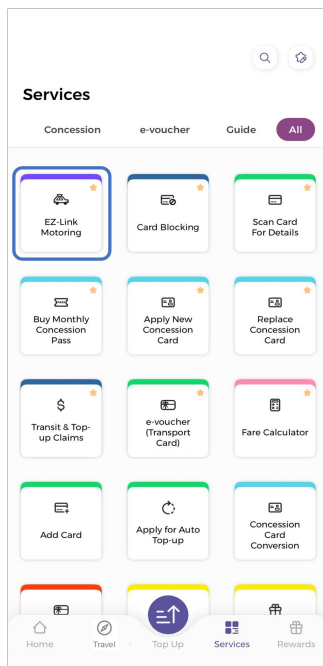 Services
Concession
e-voucher
Guide
All
EZ-Link
Motoring
Card Blocking
Scan Card
For Details
Buy Monthly
Concession
Pass
Apply New
Concession
Card
Replace
Concession
Card
Transit & Top-
up Claims
e-voucher
(Transport
Card)
Fare Calculator
Add Card
Apply for Auto
Top-up
Concession
Card
Conversion
Home
Travel
Top Up
Services
Rewards